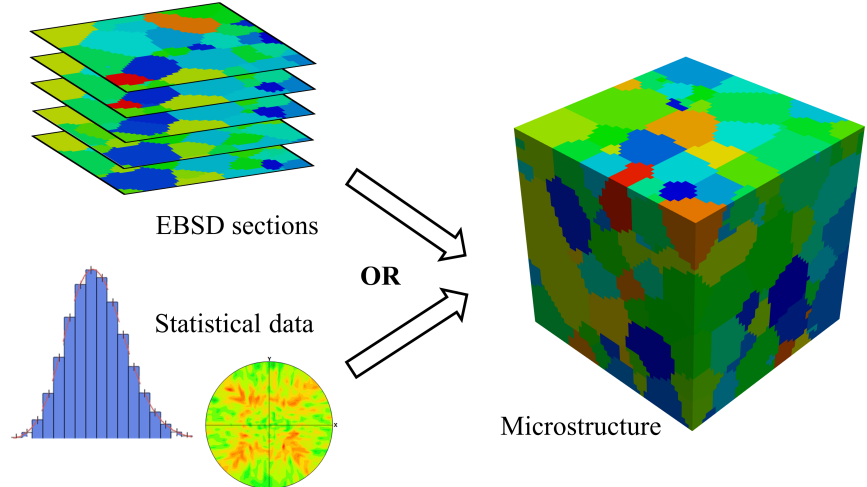 EBSD sections
OR
Statistical data
Y
X
Microstructure